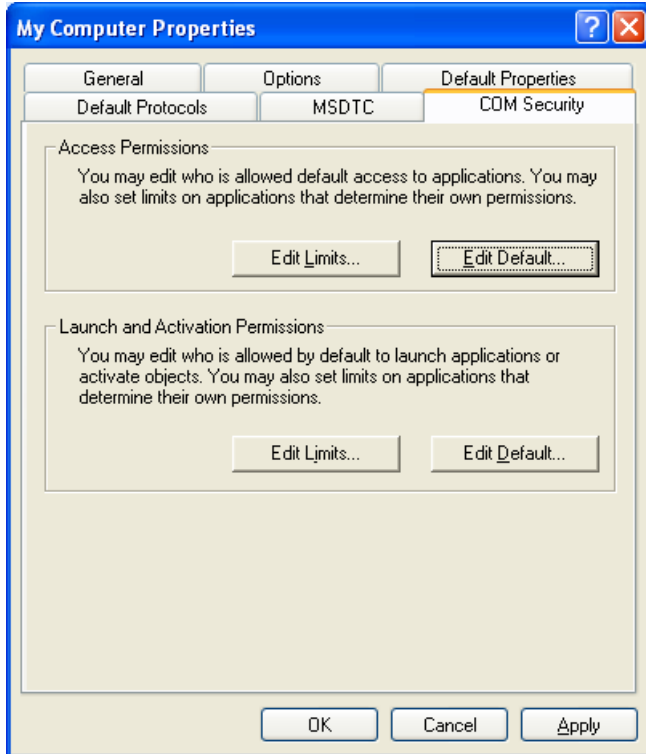 My Computer Properties
General Options Default Properties
Default Protocols MSDTC COM Security
Access Permissions
You may edit who is allowed default access to applications. You may
also set limits on applications that determine their own permissions.
Edit Limits... Edit Default...
Launch and Activation Permissions
You may edit who is allowed by default to launch applications or
activate objects. You may also set limits on applications that
determine their own permissions.
Edit Limits... Edit Default...
OK Cancel Apply